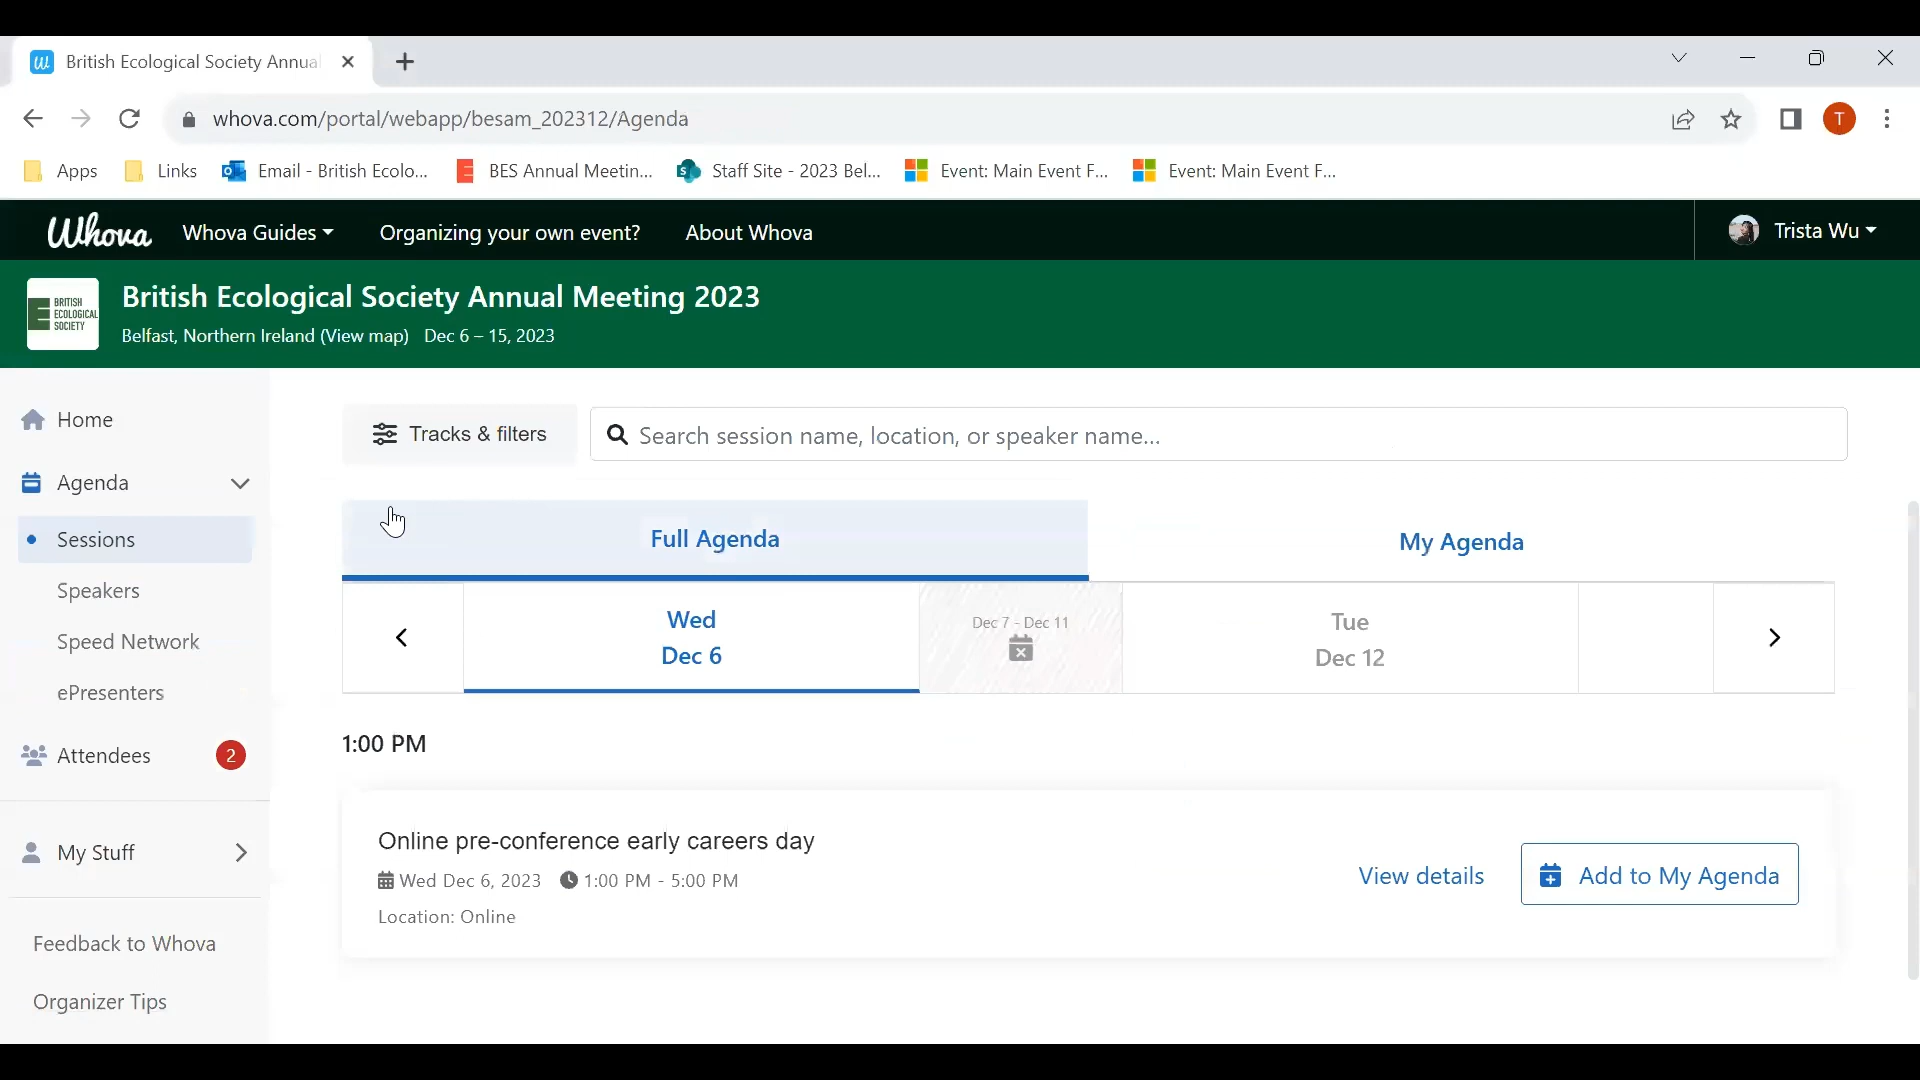 British Ecological Society Annual
whova.com/portal/webapp/besam_202312/Agenda
T
Apps Links Email - British Ecolo... BES Annual Meetin... Staff Site - 2023 Bel... Event: Main Event F... Event: Main Event F...
Whova Whova Guides Organizing your own event? About Whova Trista Wu
BRITISH
ECOLOGICAL
SOCIETY
British Ecological Society Annual Meeting 2023
Belfast, Northern Ireland (View map) Dec 6 – 15, 2023
Home
Agenda
Sessions
Speakers
Speed Network
ePresenters
Attendees 2
My Stuff
Feedback to Whova
Organizer Tips
Tracks & filters
Search session name, location, or speaker name...
Full Agenda My Agenda
Wed
Dec 6
Dec 7 - Dec 11
Tue
Dec 12
1:00 PM
Online pre-conference early careers day
Wed Dec 6, 2023 1:00 PM - 5:00 PM
Location: Online
View details Add to My Agenda